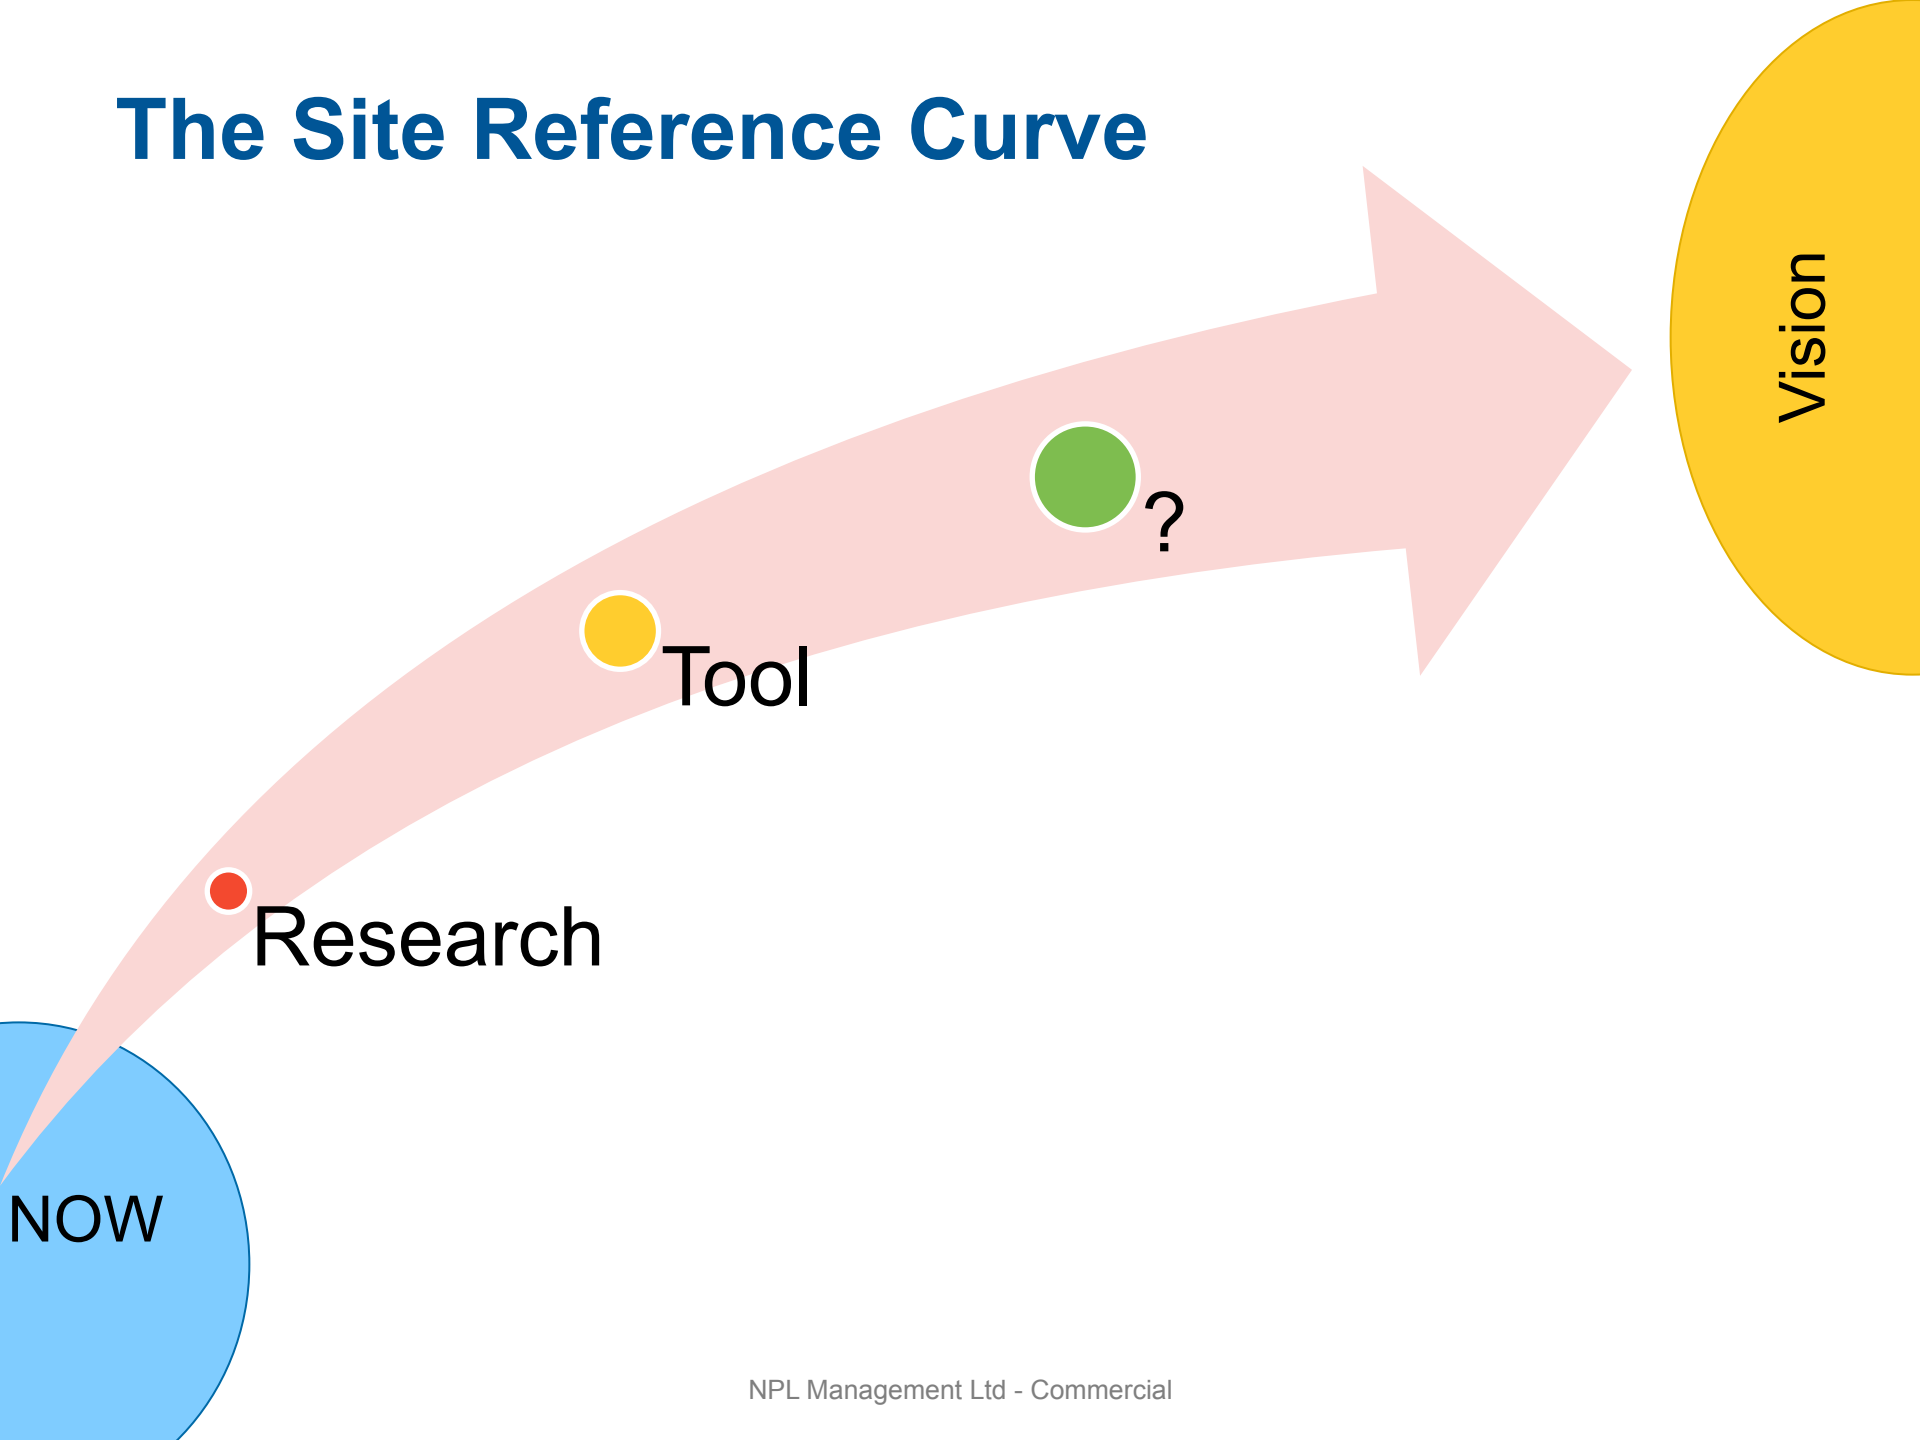 The Site Reference Curve
Vision
?
Tool
Research
NOW
NPL Management Ltd - Commercial